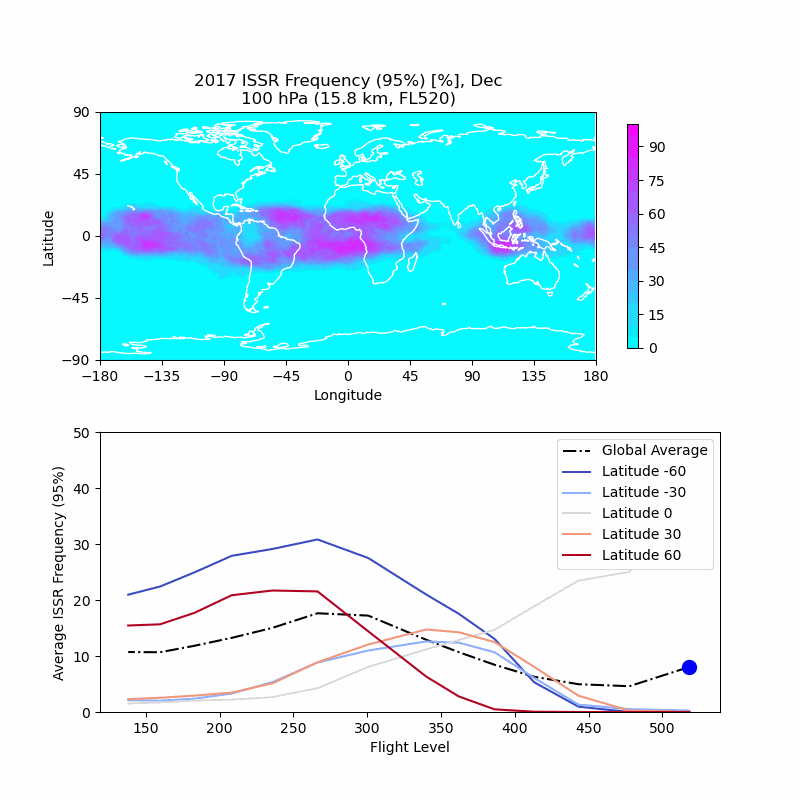 2017 ISSR Frequency (95%) [%], Dec
100 hPa (15.8 km, FL520)
90
45
0
−45
−90
Latitude
−180 −135 −90 −45 0 45 90 135 180
Longitude
90
75
60
45
30
15
0
50
40
30
20
10
0
Average ISSR Frequency (95%)
Global Average
Latitude -60
Latitude -30
Latitude 0
Latitude 30
Latitude 60
150 200 250 300 350 400 450 500
Flight Level